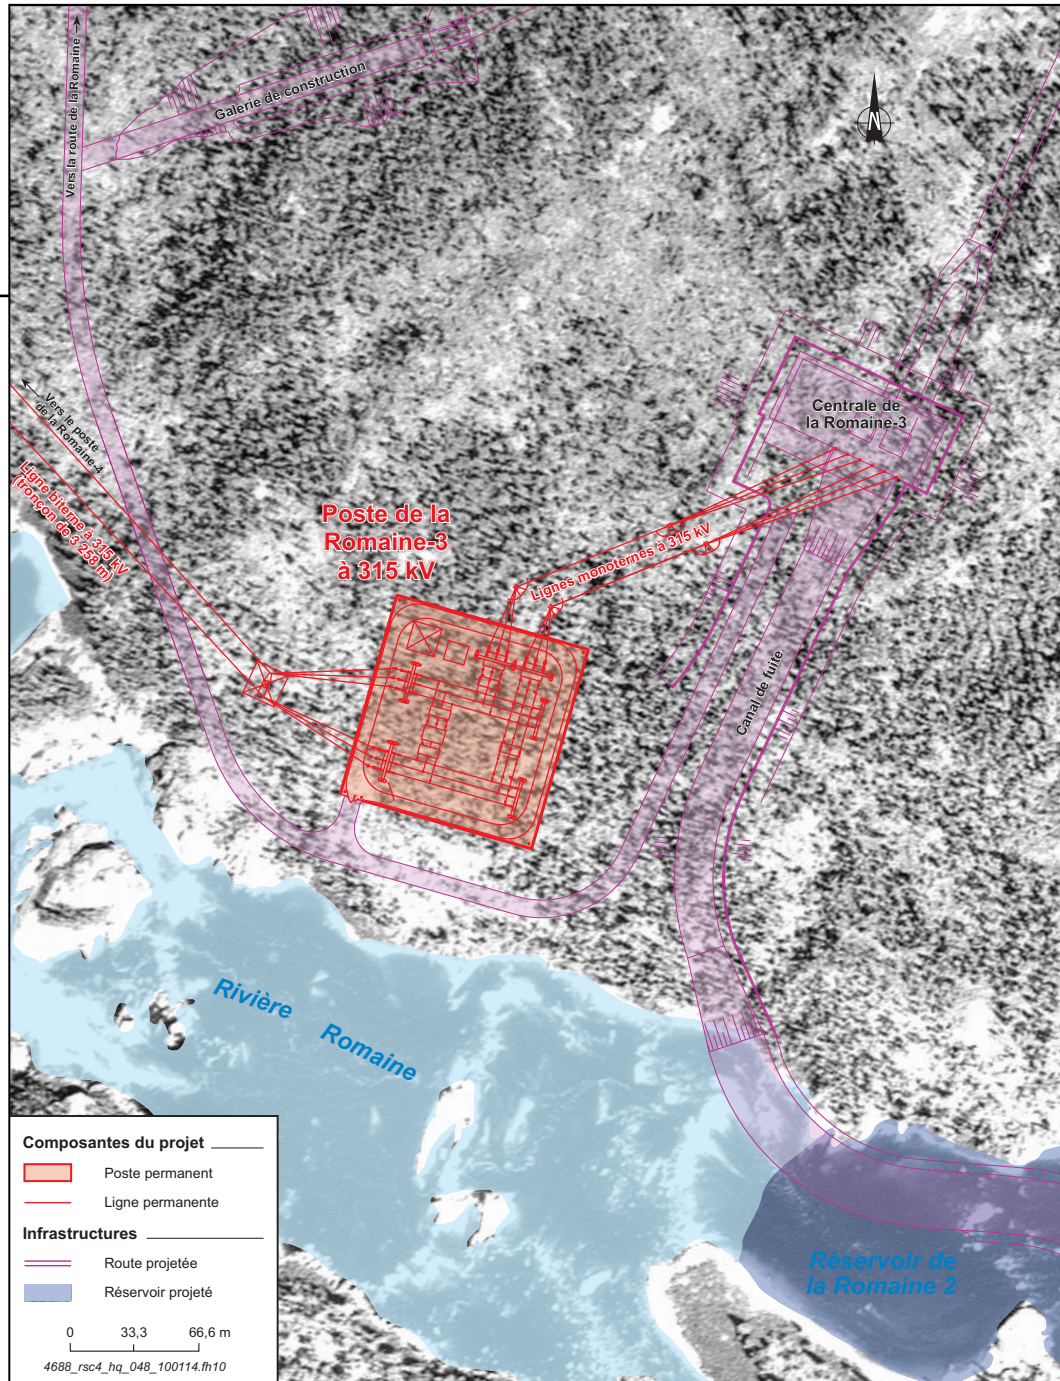 Vers la route de la Romaine
Galerie de construction
N
Vers le poste
de la Romaine-4
Ligne biterne à 315 kV
(tronçon de 3 258 m)
Poste de la
Romaine-3
à 315 kV
Lignes monoternes à 315 kV
Centrale de
la Romaine-3
Canal de fuite
Rivière Romaine
Réservoir de
la Romaine 2
Composantes du projet
Poste permanent
Ligne permanente
Infrastructures
Route projetée
Réservoir projeté
0 33,3 66,6 m
4688_rsc4_hq_048_100114.fh10